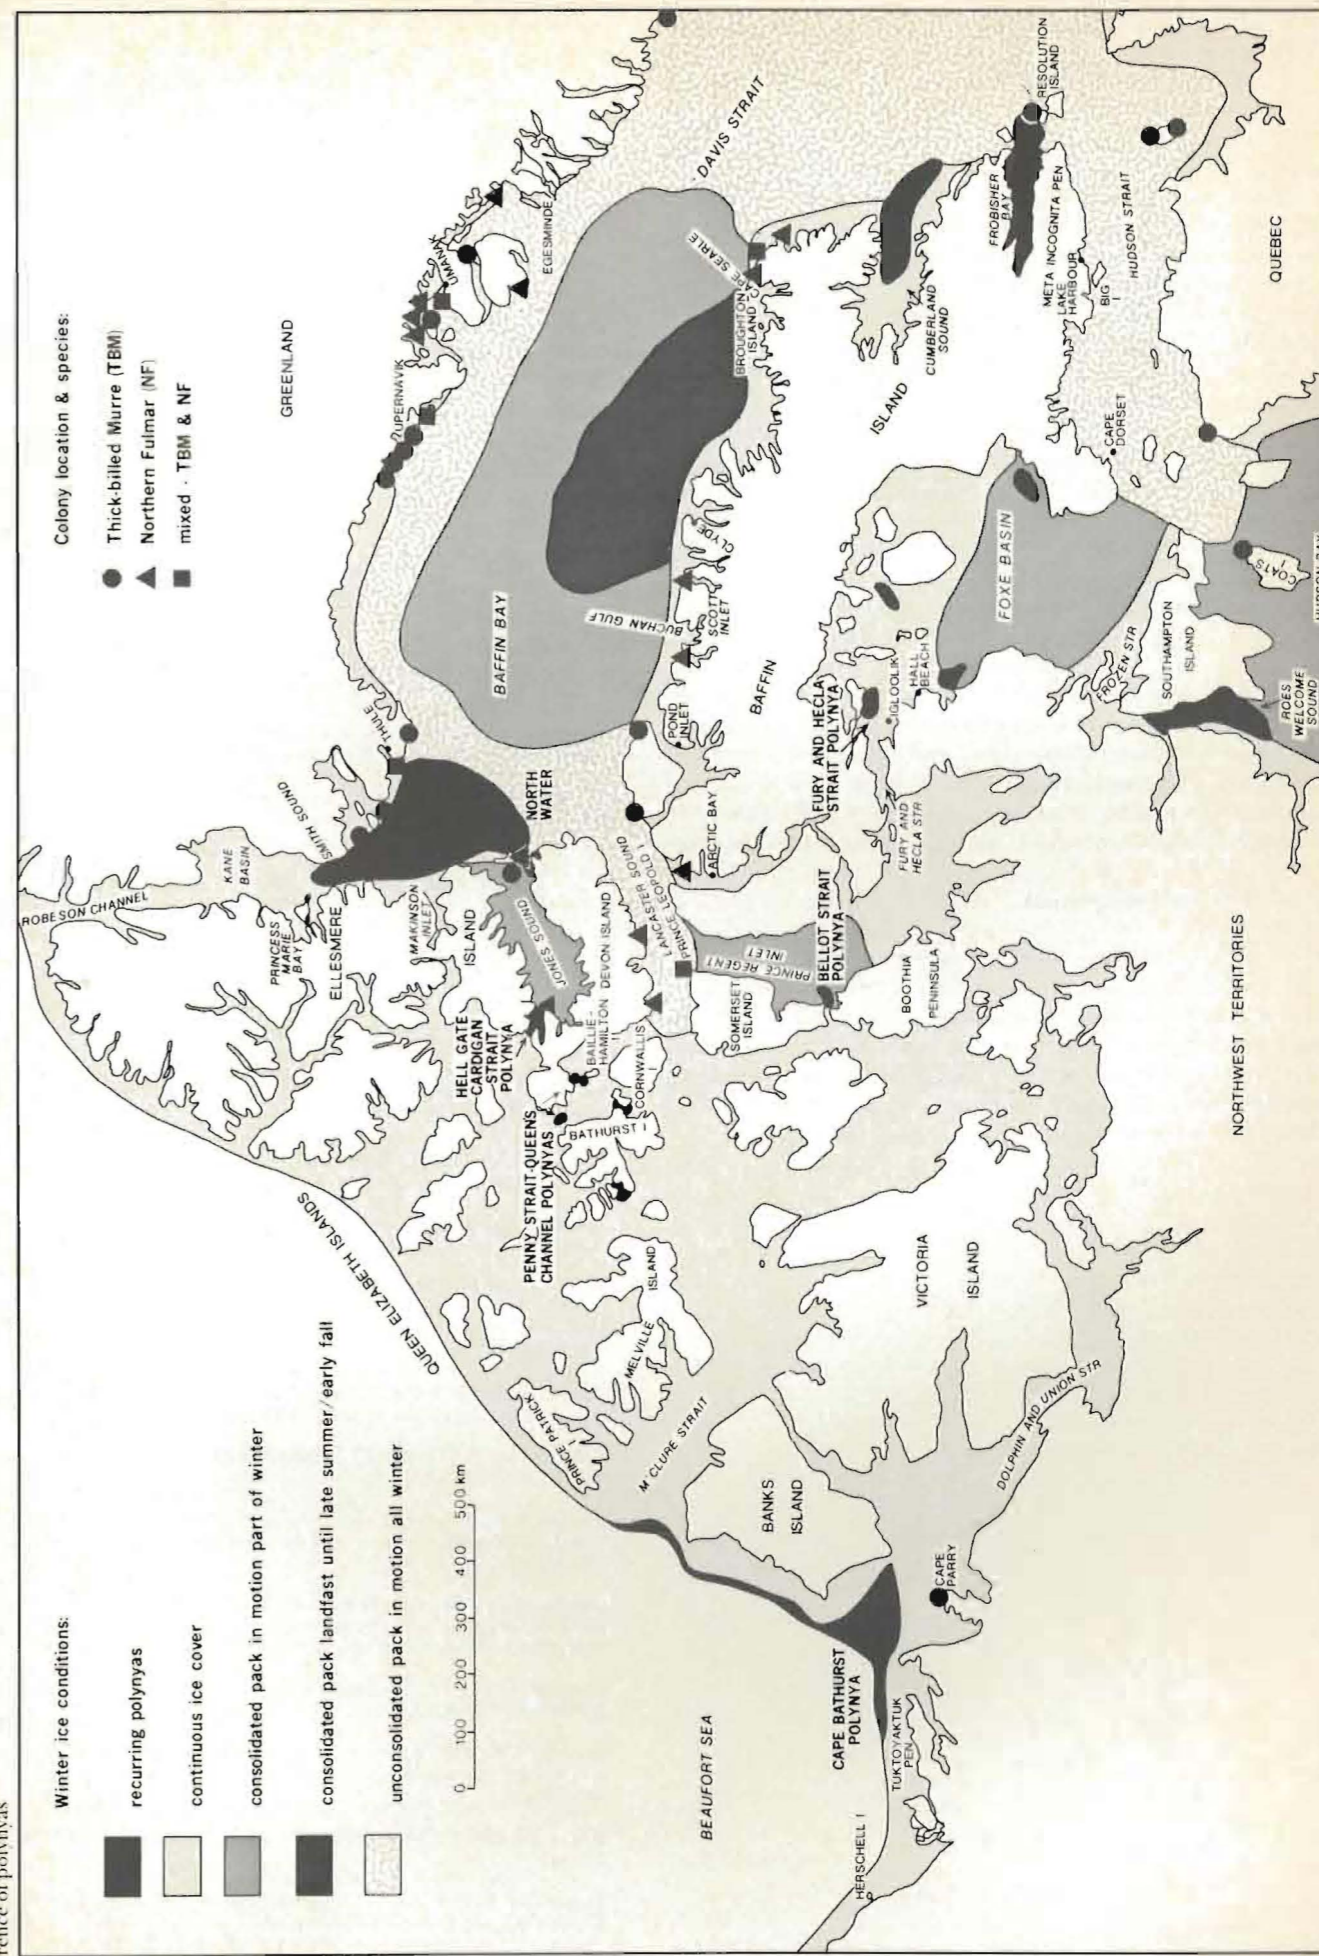 rence of polynyas
Winter ice conditions:
recurring polynyas
continuous ice cover
consolidated pack in motion part of winter
consolidated pack landfast until late summer/early fall
unconsolidated pack in motion all winter
0 100 200 300 400 500 km
Colony location & species:
Thick-billed Murre (TBM)
Northern Fulmar (NF)
mixed - TBM & NF
GREENLAND
ROBESON CHANNEL
KANE BASIN
SMITH SOUND
THULE
UPERNAVIK
UMANAK
EGESMINDE
DAVIS STRAIT
BAFFIN BAY
PRINCESS MARIE BAY
ELLESMERE
ISLAND
MAKINSON INLET
NORTH WATER
JONES SOUND
HELL GATE
CARDIGAN
STRAIT
POLYNYA
QUEEN ELIZABETH ISLANDS
PENNY STRAIT-QUEENS
CHANNEL POLYNYAS
BAILLIE-
HAMILTON
I
DEVON ISLAND
CORNWALLIS
I
BATHURST I
LANCASTER SOUND
PRINCE LEOPOLD I
PRINCE PATRICK
I
MELVILLE
ISLAND
M'CLURE STRAIT
BANKS
ISLAND
VICTORIA
ISLAND
SOMERSET
ISLAND
PRINCE REGENT
INLET
BELLOT STRAIT
POLYNYA
BOOTHIA
PENINSULA
ARCTIC BAY
POND
INLET
BUCHAN GULF
SCOTT
INLET
CLYDE
BROUGHTON
ISLAND
CAPE SEARLE
BAFFIN
ISLAND
CUMBERLAND
SOUND
FROBISHER
BAY
RESOLUTION
ISLAND
META INCOGNITA PEN
LAKE
HARBOUR
BIG
I
HUDSON STRAIT
QUEBEC
CAPE
DORSET
FOXE BASIN
FURY AND HECLA
STRAIT POLYNYA
IGLOOLIK
HALL
BEACH
FURY AND
HECLA STR
FROZEN STR
SOUTHAMPTON
ISLAND
COATS
I
ROES
WELCOME
SOUND
NORTHWEST TERRITORIES
DOLPHIN AND UNION STR
CAPE
PARRY
CAPE BATHURST
POLYNYA
TUKTOYAKTUK
PEN
HERSCHELL I
BEAUFORT SEA